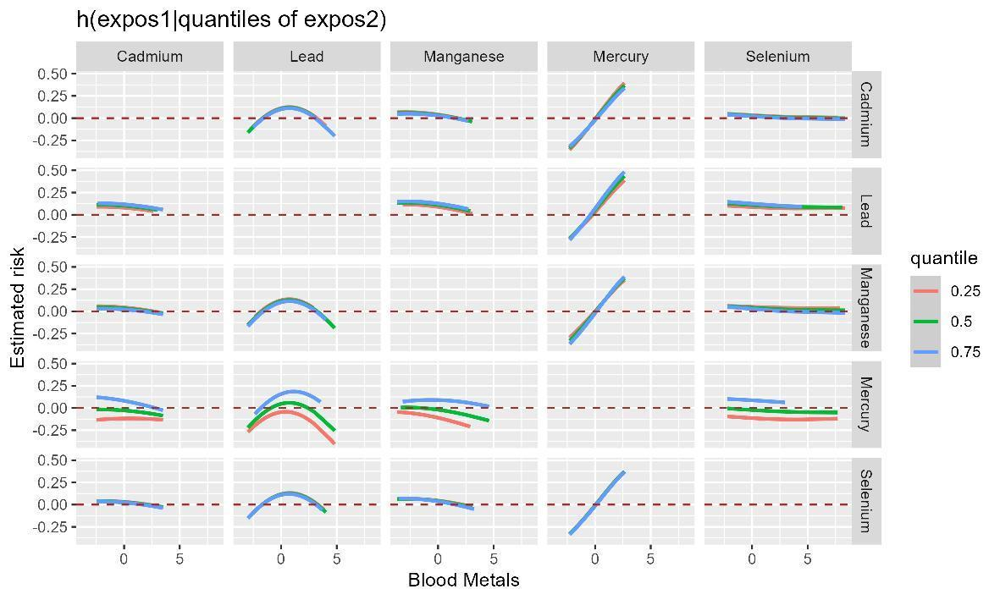 h(expos1|quantiles of expos2)
Cadmium Lead Manganese Mercury Selenium
0.50
0.25
0.00
-0.25
Cadmium
0.50
0.25
0.00
-0.25
Lead
0.50
0.25
0.00
-0.25
Manganese
0.50
0.25
0.00
-0.25
Mercury
0.50
0.25
0.00
-0.25
Selenium
Estimated risk
0 5 0 5 0 5 0 5 0 5
Blood Metals
quantile
0.25
0.5
0.75